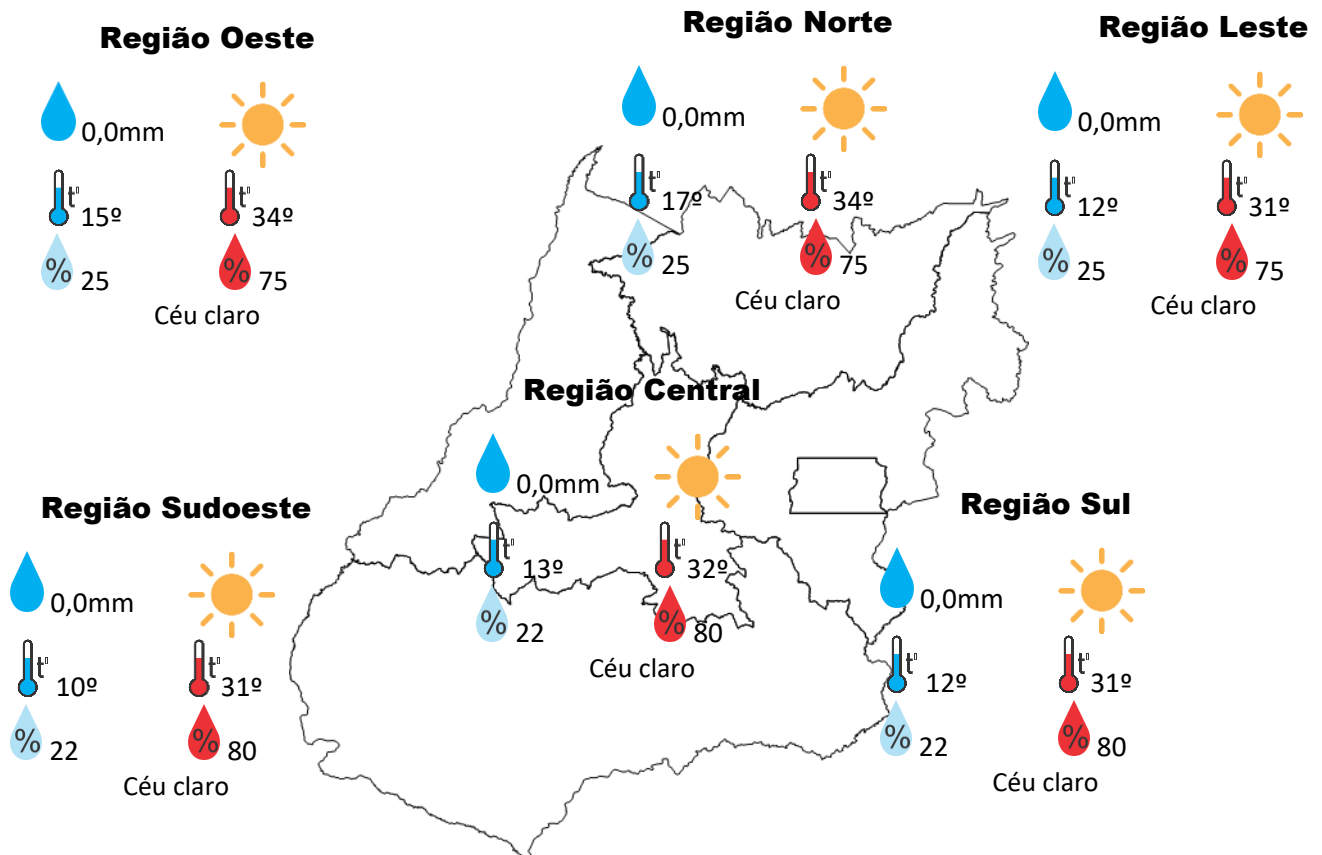 Região Oeste
0,0mm
t°
15º
t°
34º
%
25
%
75
Céu claro
Região Norte
0,0mm
t°
17º
t°
34º
%
25
%
75
Céu claro
Região Leste
0,0mm
t°
12º
t°
31º
%
25
%
75
Céu claro
Região Central
0,0mm
t°
13º
t°
32º
%
22
%
80
Céu claro
Região Sudoeste
0,0mm
t°
10º
t°
31º
%
22
%
80
Céu claro
Região Sul
0,0mm
t°
12º
t°
31º
%
22
%
80
Céu claro